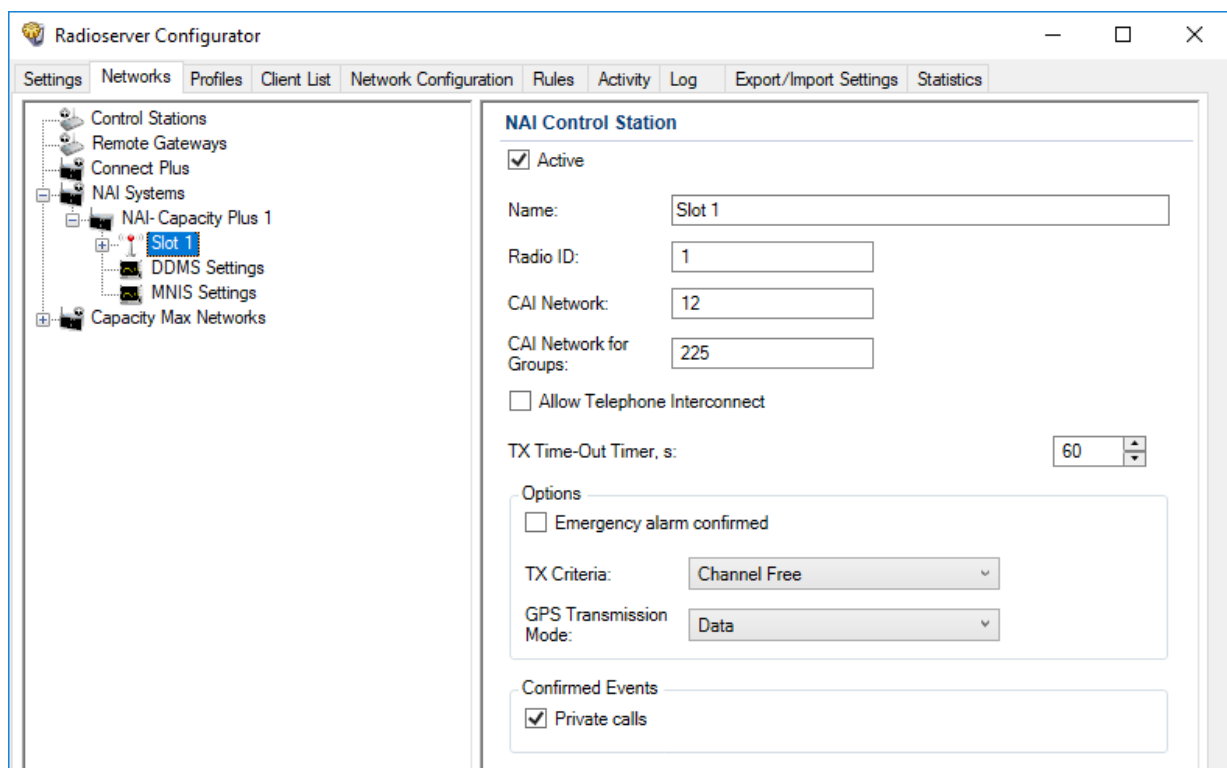 Radioserver Configurator
Settings Networks Profiles Client List Network Configuration Rules Activity Log Export/Import Settings Statistics
Control Stations
Remote Gateways
Connect Plus
NAI Systems
NAI- Capacity Plus 1
Slot 1
DDMS Settings
MNIS Settings
Capacity Max Networks
NAI Control Station
Active
Name: Slot 1
Radio ID: 1
CAI Network: 12
CAI Network for
Groups: 225
Allow Telephone Interconnect
TX Time-Out Timer, s: 60
Options
Emergency alarm confirmed
TX Criteria: Channel Free
GPS Transmission
Mode: Data
Confirmed Events
Private calls